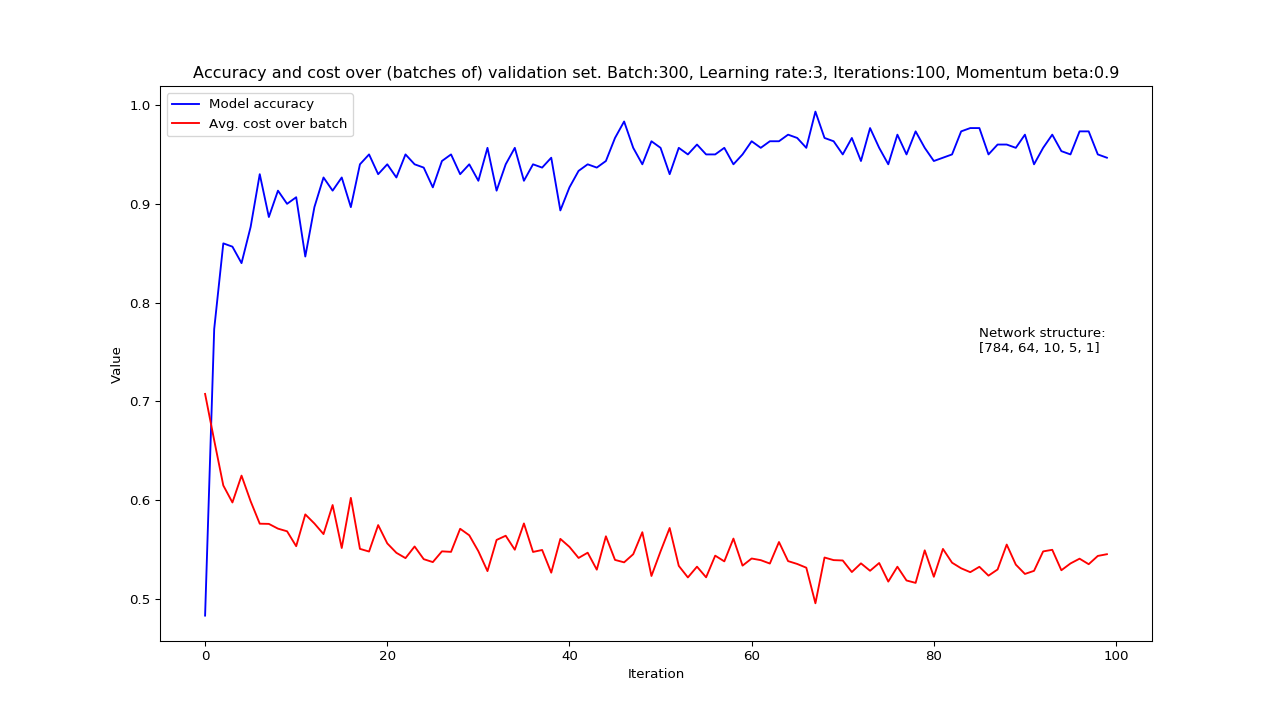 Accuracy and cost over (batches of) validation set. Batch:300, Learning rate:3, Iterations:100, Momentum beta:0.9
Model accuracy
Avg. cost over batch
1.0
0.9
0.8
0.7
0.6
0.5
Value
Network structure:
[784, 64, 10, 5, 1]
0
20
40
60
80
100
Iteration